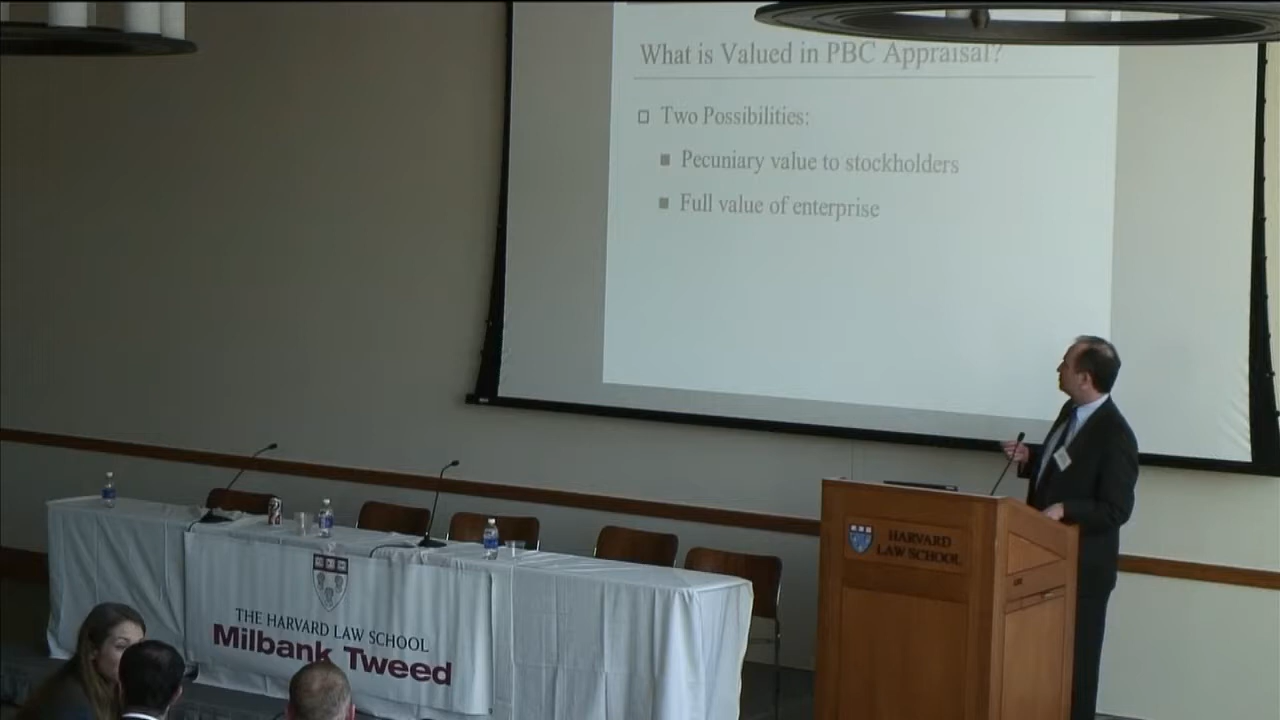 What is Valued in PBC Appraisal?
Two Possibilities:
Pecuniary value to stockholders
Full value of enterprise
HARVARD
LAW SCHOOL
THE HARVARD LAW SCHOOL
Milbank Tweed